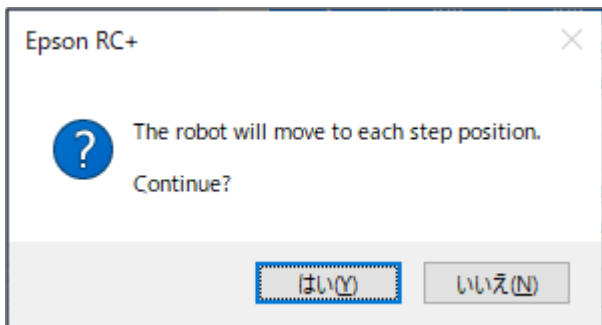 Epson RC+
The robot will move to each step position.
Continue?
はい(Y)
いいえ(N)